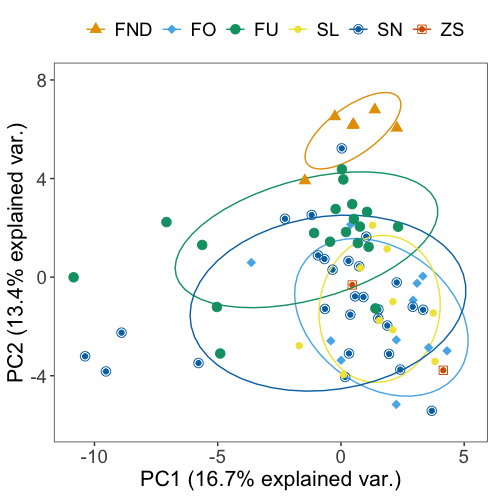 FND FO FU SL SN ZS
8
4
0
-4
PC2 (13.4% explained var.)
-10 -5 0 5
PC1 (16.7% explained var.)